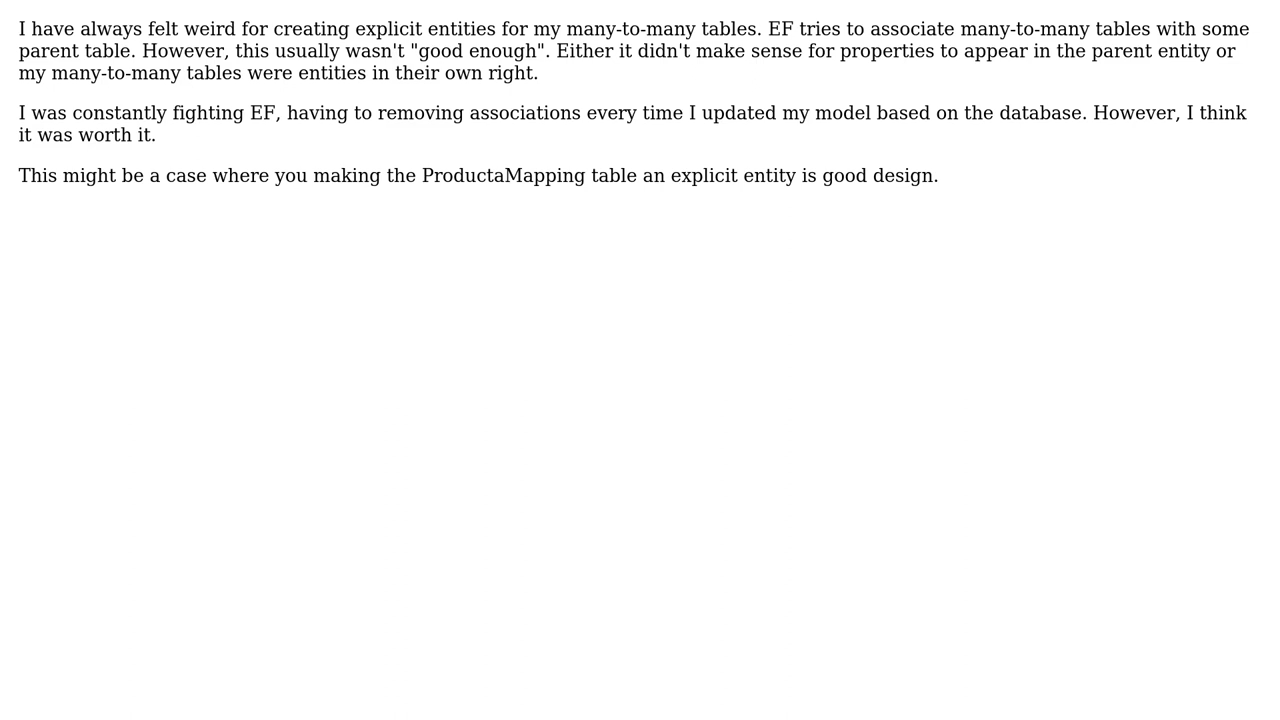 I have always felt weird for creating explicit entities for my many-to-many tables. EF tries to associate many-to-many tables with some
parent table. However, this usually wasn't "good enough". Either it didn't make sense for properties to appear in the parent entity or
my many-to-many tables were entities in their own right.
I was constantly fighting EF, having to removing associations every time I updated my model based on the database. However, I think
it was worth it.
This might be a case where you making the ProductaMapping table an explicit entity is good design.